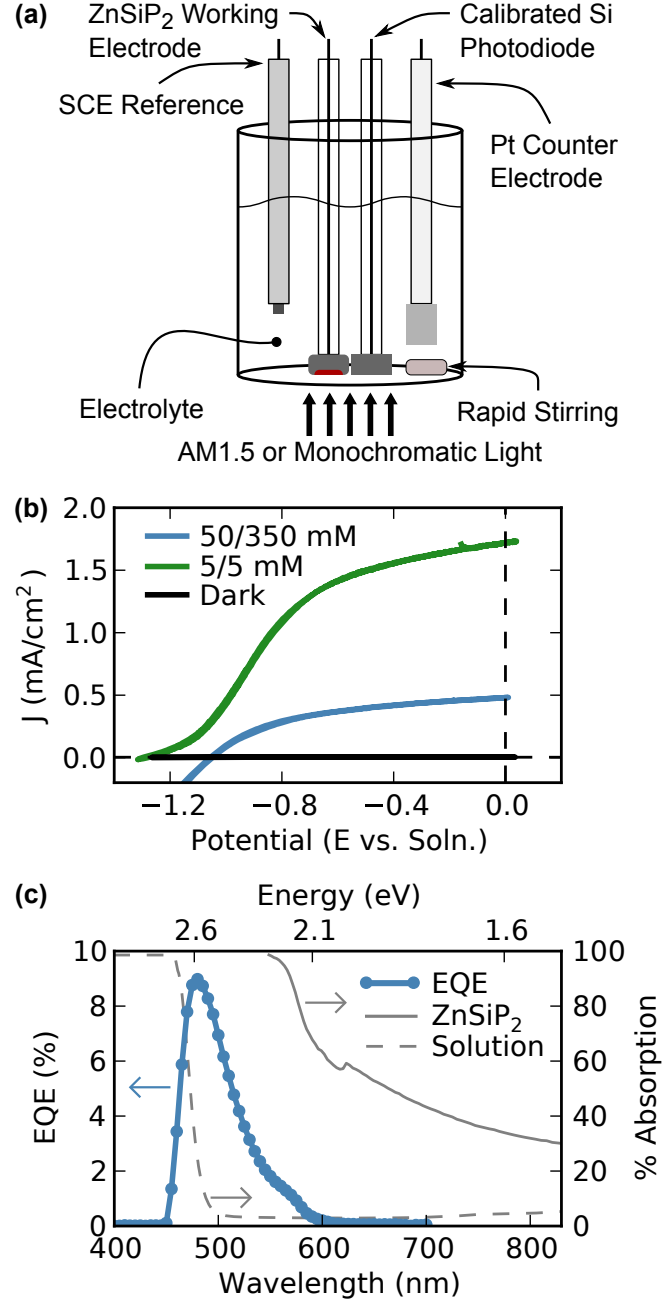 (a)
ZnSiP2 Working
Electrode
Calibrated Si
Photodiode
SCE Reference
Pt Counter
Electrode
Electrolyte
Rapid Stirring
AM1.5 or Monochromatic Light
(b)
2.0
1.5
1.0
0.5
0.0
J (mA/cm2)
50/350 mM
5/5 mM
Dark
−1.2 −0.8 −0.4 0.0
Potential (E vs. Soln.)
(c)
Energy (eV)
2.6 2.1 1.6
10
8
6
4
2
0
EQE (%)
EQE
ZnSiP2
Solution
100
80
60
40
20
0
% Absorption
400 500 600 700 800
Wavelength (nm)